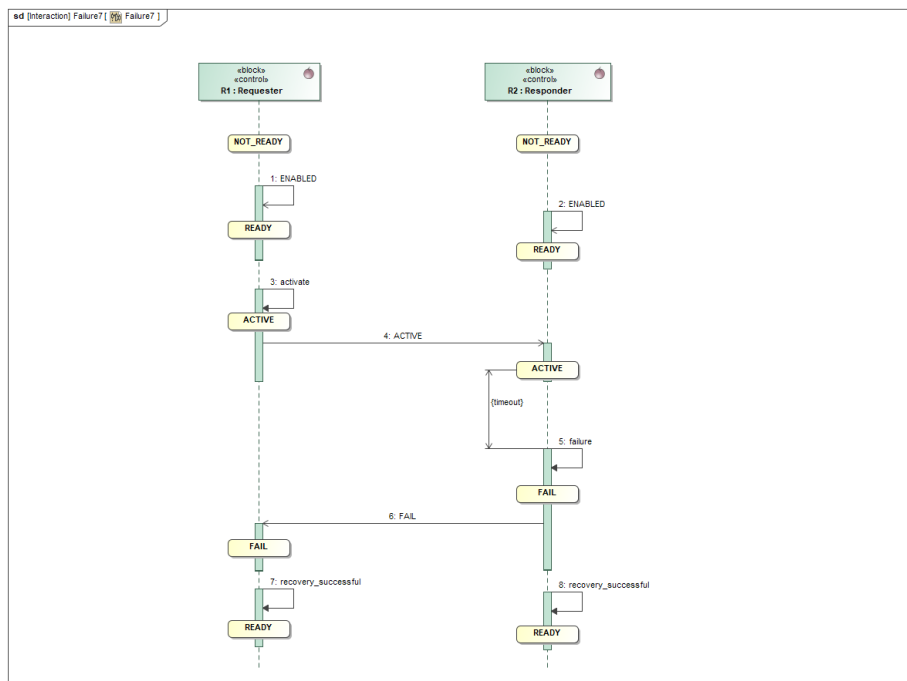 sd [Interaction] Failure7 [ Failure7 ]
«block»
«control»
R1 : Requester
«block»
«control»
R2 : Responder
NOT_READY
NOT_READY
1: ENABLED
2: ENABLED
READY
READY
3: activate
ACTIVE
4: ACTIVE
ACTIVE
{timeout}
5: failure
FAIL
6: FAIL
FAIL
7: recovery_successful
8: recovery_successful
READY
READY